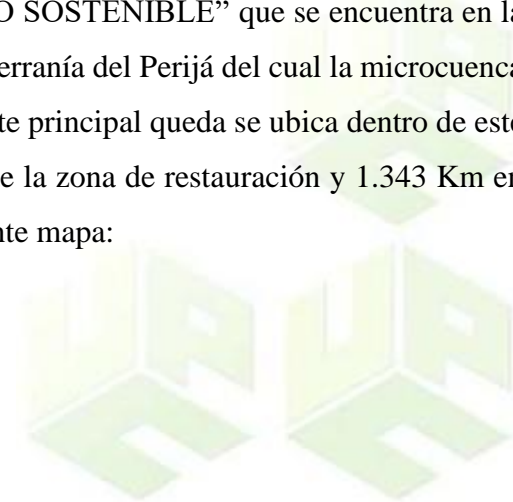 O SOSTENIBLE” que se encuentra en la
erranía del Perijá del cual la microcuenca
te principal queda se ubica dentro de este
e la zona de restauración y 1.343 Km en
nte mapa: